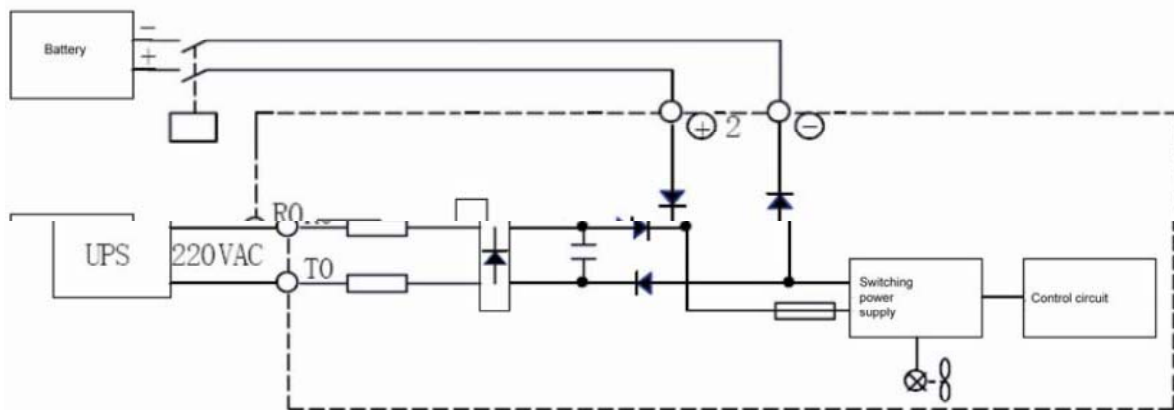 Battery
−
+
+ 2 −
R0
UPS 220VAC
T0
Switching
power
supply
Control circuit